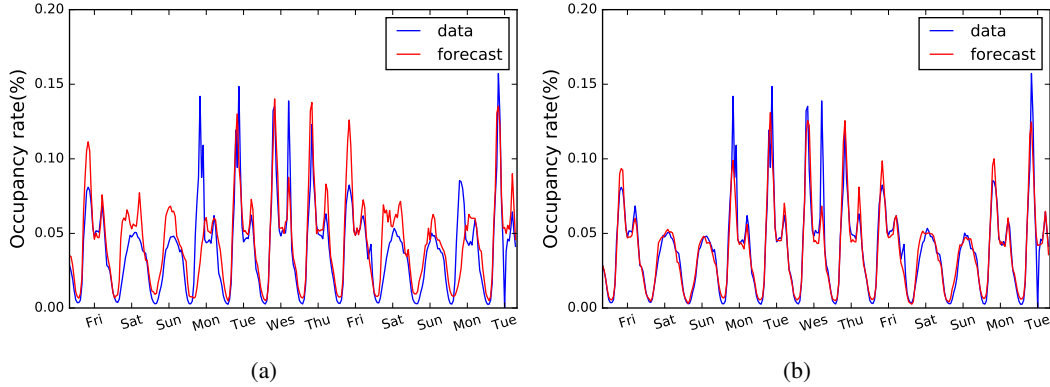 0.20
0.15
0.10
0.05
0.00
Occupancy rate(%)
data
forecast
Fri Sat Sun Mon Tue Wes Thu Fri Sat Sun Mon Tue
(a)
0.20
0.15
0.10
0.05
0.00
Occupancy rate(%)
data
forecast
Fri Sat Sun Mon Tue Wes Thu Fri Sat Sun Mon Tue
(b)